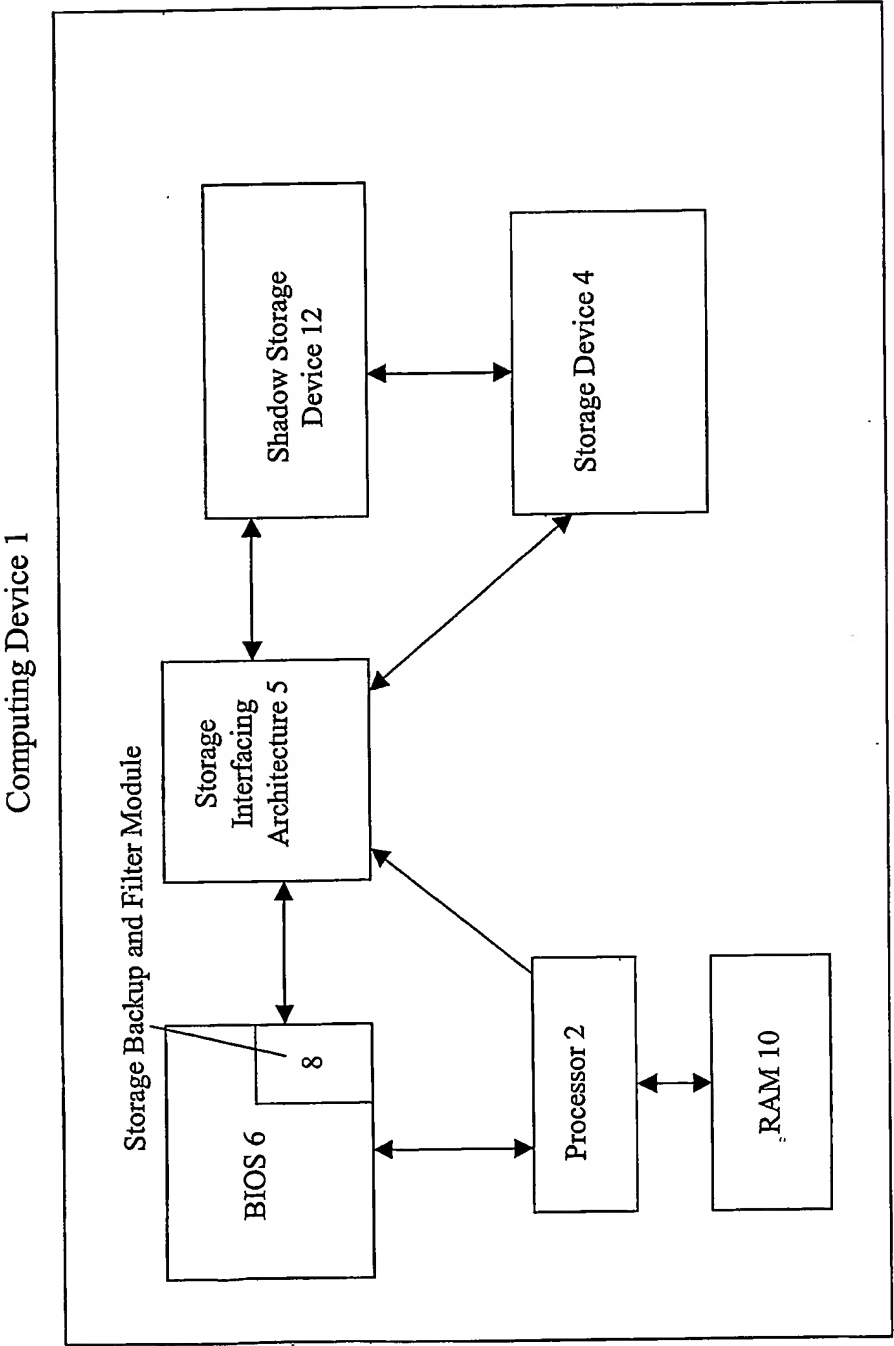 Computing Device 1
Storage Backup and Filter Module
BIOS 6
8
Storage
Interfacing
Architecture 5
Shadow Storage
Device 12
Processor 2
Storage Device 4
RAM 10